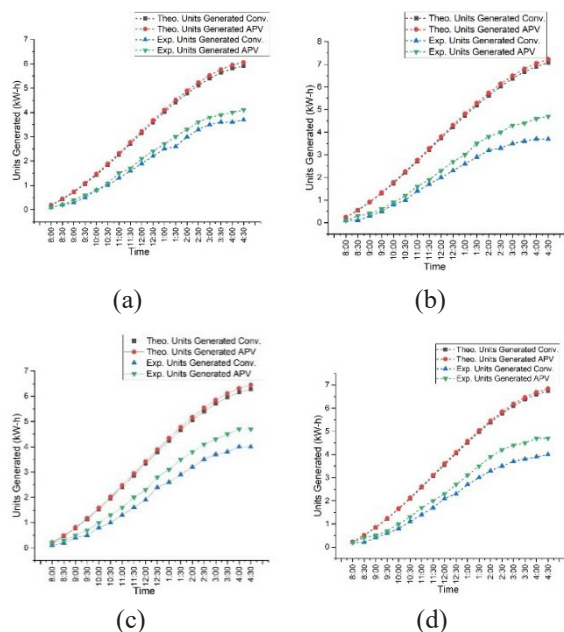 Theo. Units Generated Conv.
Theo. Units Generated APV
Exp. Units Generated Conv.
Exp. Units Generated APV
Units Generated (kW-h)
7
6
5
4
3
2
1
0
8:00 8:30 9:00 9:30 10:00 10:30 11:00 11:30 12:00 12:30 1:00 1:30 2:00 2:30 3:00 3:30 4:00 4:30
Time
(a)
Theo. Units Generated Conv.
Theo. Units Generated APV
Exp. Units Generated Conv.
Exp. Units Generated APV
Units Generated (kW-h)
8
7
6
5
4
3
2
1
0
8:00 8:30 9:00 9:30 10:00 10:30 11:00 11:30 12:00 12:30 1:00 1:30 2:00 2:30 3:00 3:30 4:00 4:30
Time
(b)
Theo. Units Generated Conv.
Theo. Units Generated APV
Exp. Units Generated Conv.
Exp. Units Generated APV
Units Generated (kW-h)
7
6
5
4
3
2
1
0
8:00 8:30 9:00 9:30 10:00 10:30 11:00 11:30 12:00 12:30 1:00 1:30 2:00 2:30 3:00 3:30 4:00 4:30
Time
(c)
Theo. Units Generated Conv.
Theo. Units Generated APV
Exp. Units Generated Conv.
Exp. Units Generated APV
Units Generated (kW-h)
7
6
5
4
3
2
1
0
8:00 8:30 9:00 9:30 10:00 10:30 11:00 11:30 12:00 12:30 1:00 1:30 2:00 2:30 3:00 3:30 4:00 4:30
Time
(d)